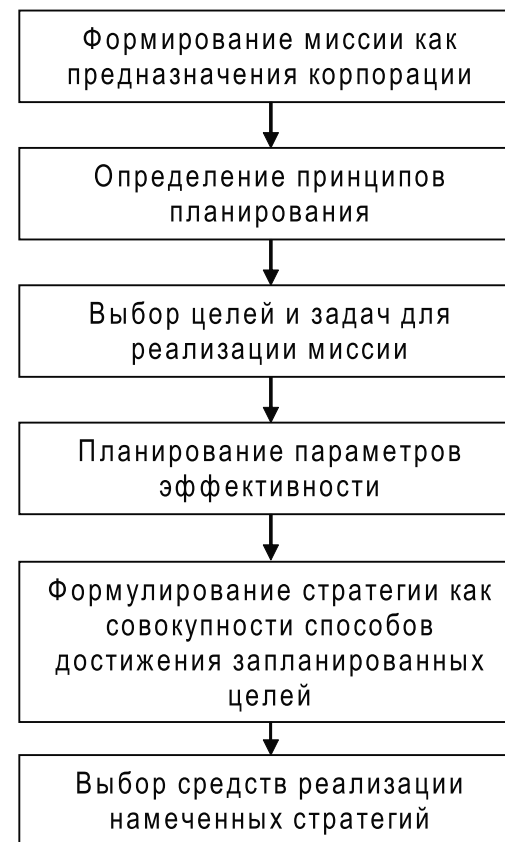 Формирование миссии как
предназначения корпорации
Определение принципов
планирования
Выбор целей и задач для
реализации миссии
Планирование параметров
эффективности
Формулирование стратегии как
совокупности способов
достижения запланированных
целей
Выбор средств реализации
намеченных стратегий